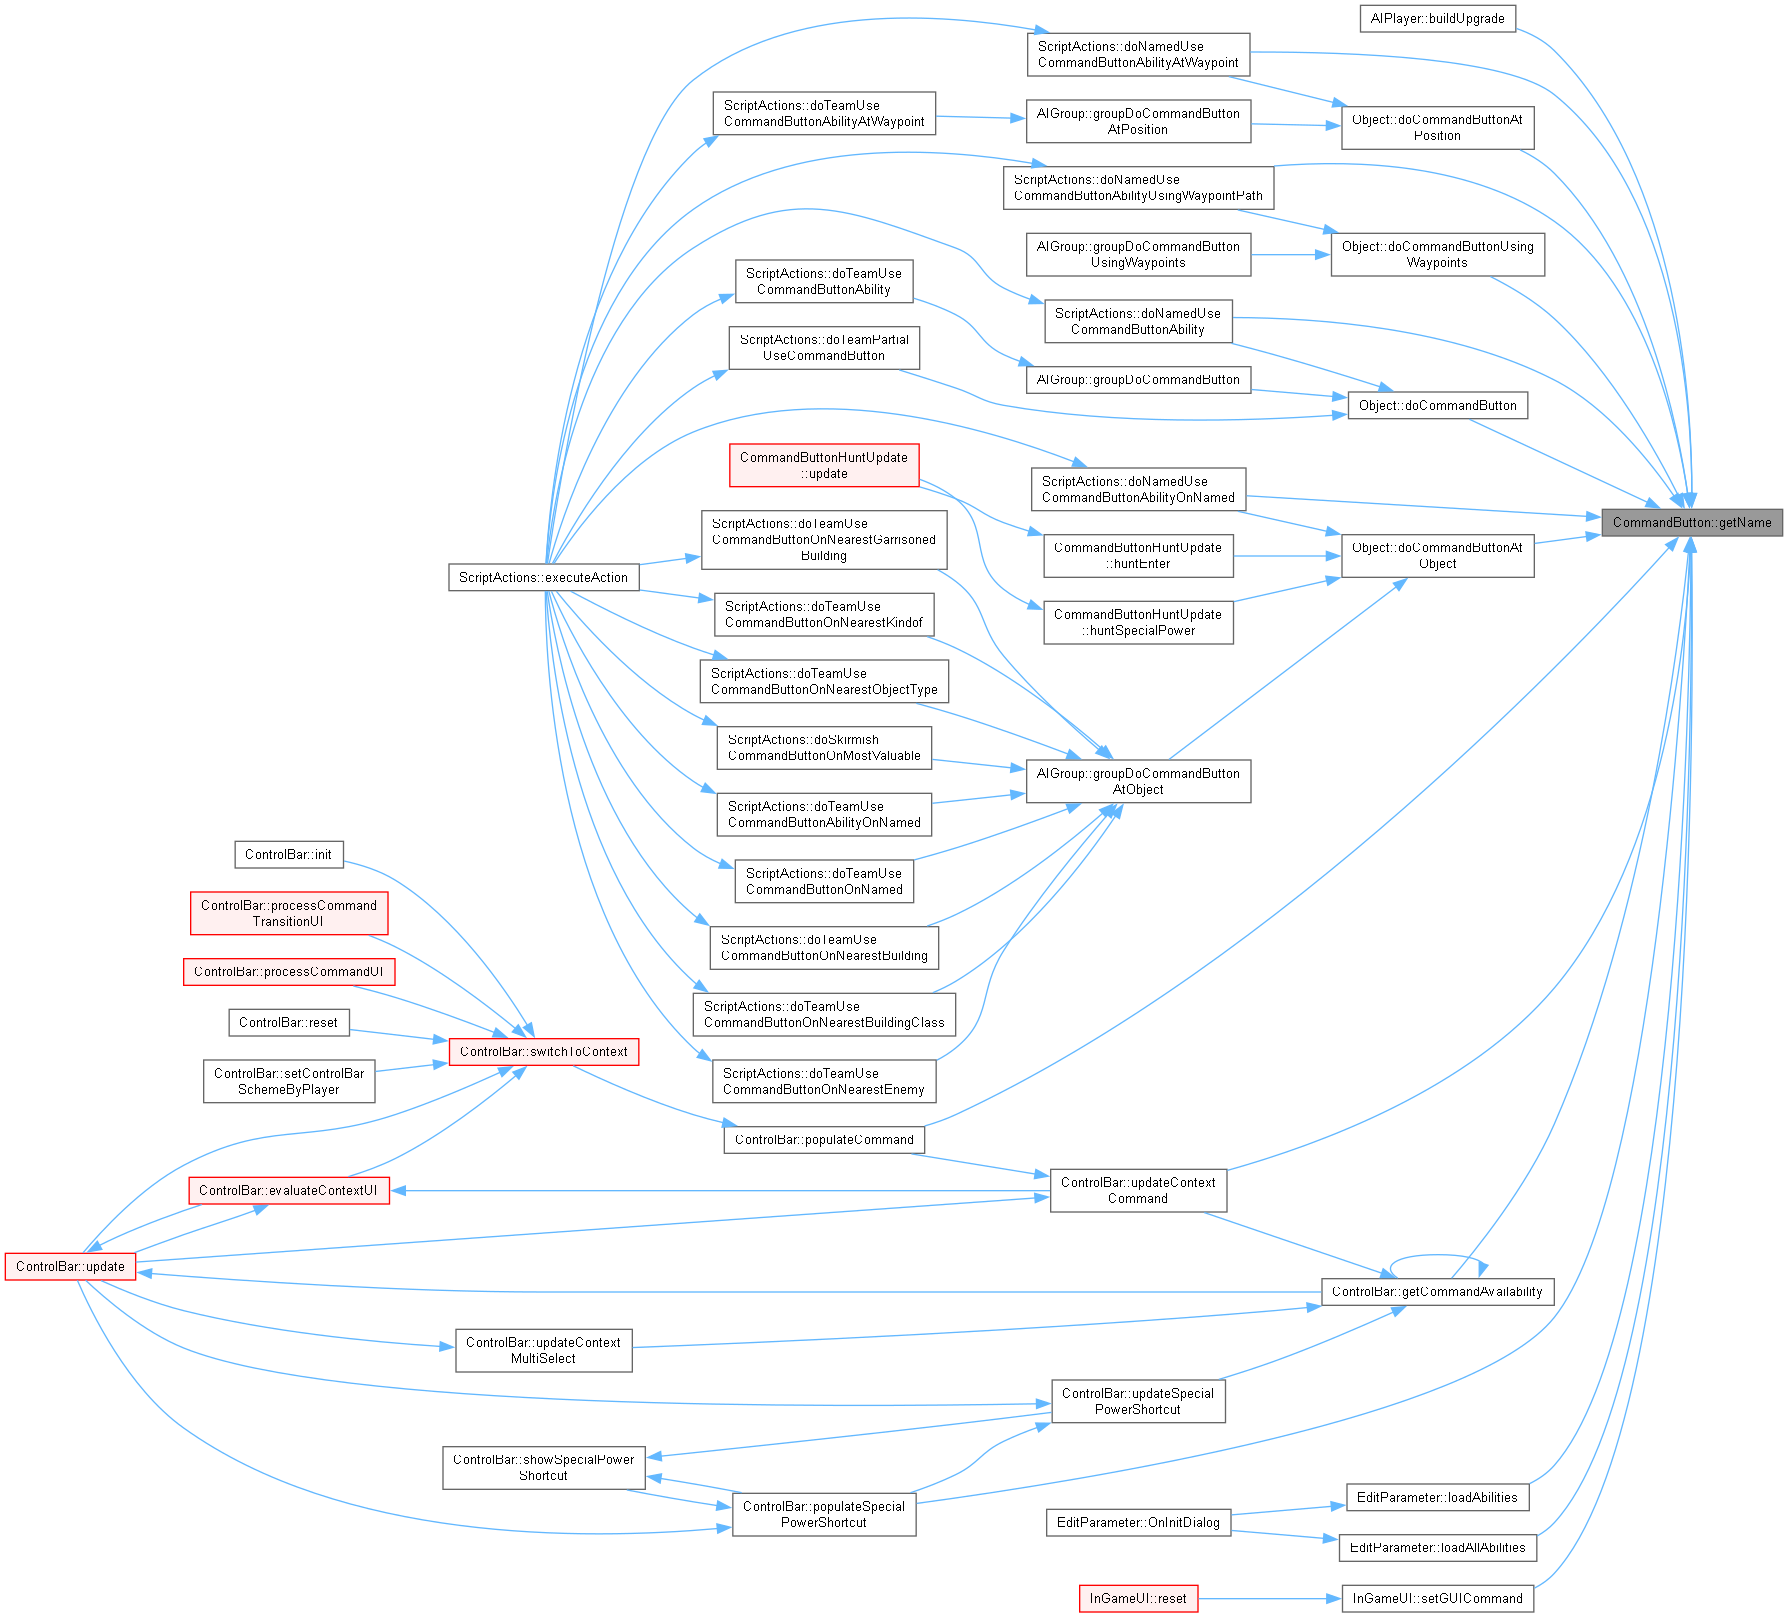 AIPlayer::buildUpgrade
ScriptActions::doNamedUse
CommandButtonAbilityAtWaypoint
ScriptActions::doTeamUse
CommandButtonAbilityAtWaypoint
AIGroup::groupDoCommandButton
AtPosition
Object::doCommandButtonAt
Position
ScriptActions::doNamedUse
CommandButtonAbilityUsingWaypointPath
AIGroup::groupDoCommandButton
UsingWaypoints
Object::doCommandButtonUsing
Waypoints
ScriptActions::doTeamUse
CommandButtonAbility
ScriptActions::doNamedUse
CommandButtonAbility
ScriptActions::doTeamPartial
UseCommandButton
AIGroup::groupDoCommandButton
Object::doCommandButton
CommandButtonHuntUpdate
::update
ScriptActions::doNamedUse
CommandButtonAbilityOnNamed
CommandButton::getName
ScriptActions::doTeamUse
CommandButtonOnNearestGarrisoned
Building
CommandButtonHuntUpdate
::huntEnter
Object::doCommandButtonAt
Object
ScriptActions::executeAction
ScriptActions::doTeamUse
CommandButtonOnNearestKindof
CommandButtonHuntUpdate
::huntSpecialPower
ScriptActions::doTeamUse
CommandButtonOnNearestObjectType
ScriptActions::doSkirmish
CommandButtonOnMostValuable
AIGroup::groupDoCommandButton
AtObject
ScriptActions::doTeamUse
CommandButtonAbilityOnNamed
ControlBar::init
ScriptActions::doTeamUse
CommandButtonOnNamed
ControlBar::processCommand
TransitionUI
ScriptActions::doTeamUse
CommandButtonOnNearestBuilding
ControlBar::processCommandUI
ScriptActions::doTeamUse
CommandButtonOnNearestBuildingClass
ControlBar::reset
ControlBar::switchToContext
ControlBar::setControlBar
SchemeByPlayer
ScriptActions::doTeamUse
CommandButtonOnNearestEnemy
ControlBar::populateCommand
ControlBar::evaluateContextUI
ControlBar::updateContext
Command
ControlBar::update
ControlBar::getCommandAvailability
ControlBar::updateContext
MultiSelect
ControlBar::updateSpecial
PowerShortcut
ControlBar::showSpecialPower
Shortcut
ControlBar::populateSpecial
PowerShortcut
EditParameter::loadAbilities
EditParameter::OnInitDialog
EditParameter::loadAllAbilities
InGameUI::reset
InGameUI::setGUICommand